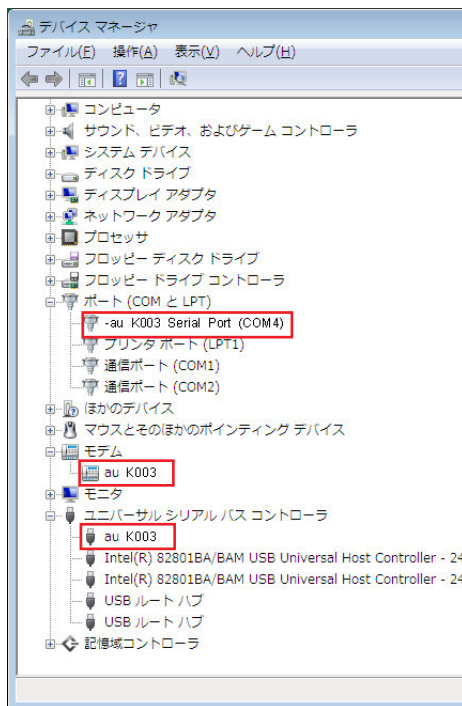 デバイス マネージャ
ファイル(F) 操作(A) 表示(V) ヘルプ(H)
コンピュータ
サウンド、ビデオ、およびゲーム コントローラ
システム デバイス
ディスク ドライブ
ディスプレイ アダプタ
ネットワーク アダプタ
プロセッサ
フロッピー ディスク ドライブ
フロッピー ドライブ コントローラ
ポート (COM と LPT)
-au K003 Serial Port (COM4)
プリンタ ポート (LPT1)
通信ポート (COM1)
通信ポート (COM2)
ほかのデバイス
マウスとそのほかのポインティング デバイス
モデム
au K003
モニタ
ユニバーサル シリアル バス コントローラ
au K003
Intel(R) 82801BA/BAM USB Universal Host Controller - 24
Intel(R) 82801BA/BAM USB Universal Host Controller - 24
USB ルート ハブ
USB ルート ハブ
記憶域コントローラ